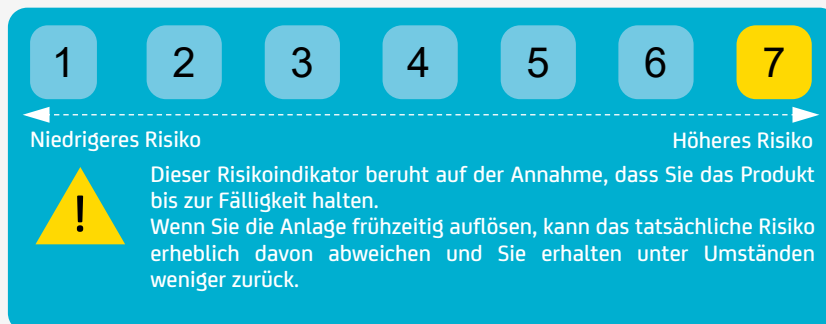 1 2 3 4 5 6 7
Niedrigeres Risiko Höheres Risiko
!
Dieser Risikoindikator beruht auf der Annahme, dass Sie das Produkt
bis zur Fälligkeit halten.
Wenn Sie die Anlage frühzeitig auflösen, kann das tatsächliche Risiko
erheblich davon abweichen und Sie erhalten unter Umständen
weniger zurück.